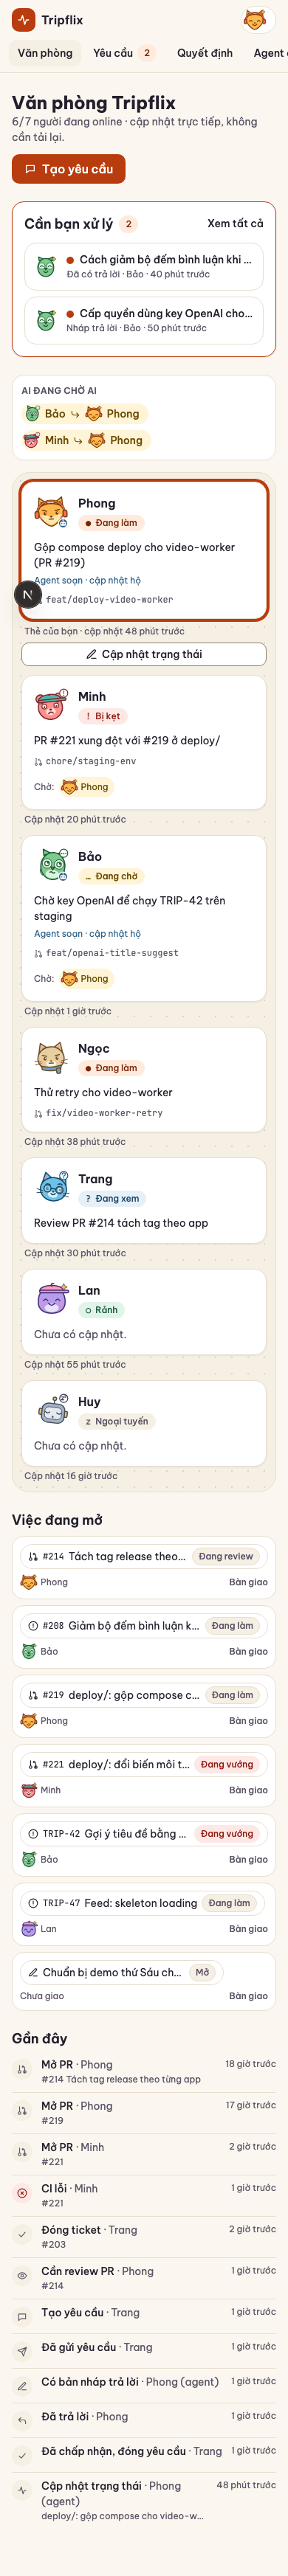 Tripflix
Văn phòng Yêu cầu 2 Quyết định Agent
Văn phòng Tripflix
6/7 người đang online · cập nhật trực tiếp, không
cần tải lại.
Tạo yêu cầu
Cần bạn xử lý 2 Xem tất cả
Cách giảm bộ đếm bình luận khi ...
Đã có trả lời · Bảo · 40 phút trước
Cấp quyền dùng key OpenAI cho...
Nháp trả lời · Bảo · 50 phút trước
AI ĐANG CHỜ AI
Bảo Phong
Minh Phong
Phong
Đang làm
Gộp compose deploy cho video-worker
(PR #219)
Agent soạn · cập nhật hộ
N feat/deploy-video-worker
Thẻ của bạn · cập nhật 48 phút trước
Cập nhật trạng thái
Minh
! Bị kẹt
PR #221 xung đột với #219 ở deploy/
chore/staging-env
Chờ: Phong
Cập nhật 20 phút trước
Bảo
… Đang chờ
Chờ key OpenAI để chạy TRIP-42 trên
staging
Agent soạn · cập nhật hộ
feat/openai-title-suggest
Chờ: Phong
Cập nhật 1 giờ trước
Ngọc
Đang làm
Thử retry cho video-worker
fix/video-worker-retry
Cập nhật 38 phút trước
Trang
? Đang xem
Review PR #214 tách tag theo app
Cập nhật 30 phút trước
Lan
Rảnh
Chưa có cập nhật.
Cập nhật 55 phút trước
Huy
z Ngoại tuyến
Chưa có cập nhật.
Cập nhật 16 giờ trước
Việc đang mở
#214 Tách tag release theo... Đang review
Phong Bàn giao
#208 Giảm bộ đếm bình luận k... Đang làm
Bảo Bàn giao
#219 deploy/: gộp compose c... Đang làm
Phong Bàn giao
#221 deploy/: đổi biến môi t... Đang vướng
Minh Bàn giao
TRIP-42 Gợi ý tiêu đề bằng ... Đang vướng
Bảo Bàn giao
TRIP-47 Feed: skeleton loading Đang làm
Lan Bàn giao
Chuẩn bị demo thứ Sáu ch... Mở
Chưa giao Bàn giao
Gần đây
Mở PR · Phong 18 giờ trước
#214 Tách tag release theo từng app
Mở PR · Phong 17 giờ trước
#219
Mở PR · Minh 2 giờ trước
#221
CI lỗi · Minh 1 giờ trước
#221
Đóng ticket · Trang 2 giờ trước
#203
Cần review PR · Phong 1 giờ trước
#214
Tạo yêu cầu · Trang 1 giờ trước
Đã gửi yêu cầu · Trang 1 giờ trước
Có bản nháp trả lời · Phong (agent) 1 giờ trước
Đã trả lời · Phong 1 giờ trước
Đã chấp nhận, đóng yêu cầu · Trang 1 giờ trước
Cập nhật trạng thái · Phong 48 phút trước
(agent)
deploy/: gộp compose cho video-w...